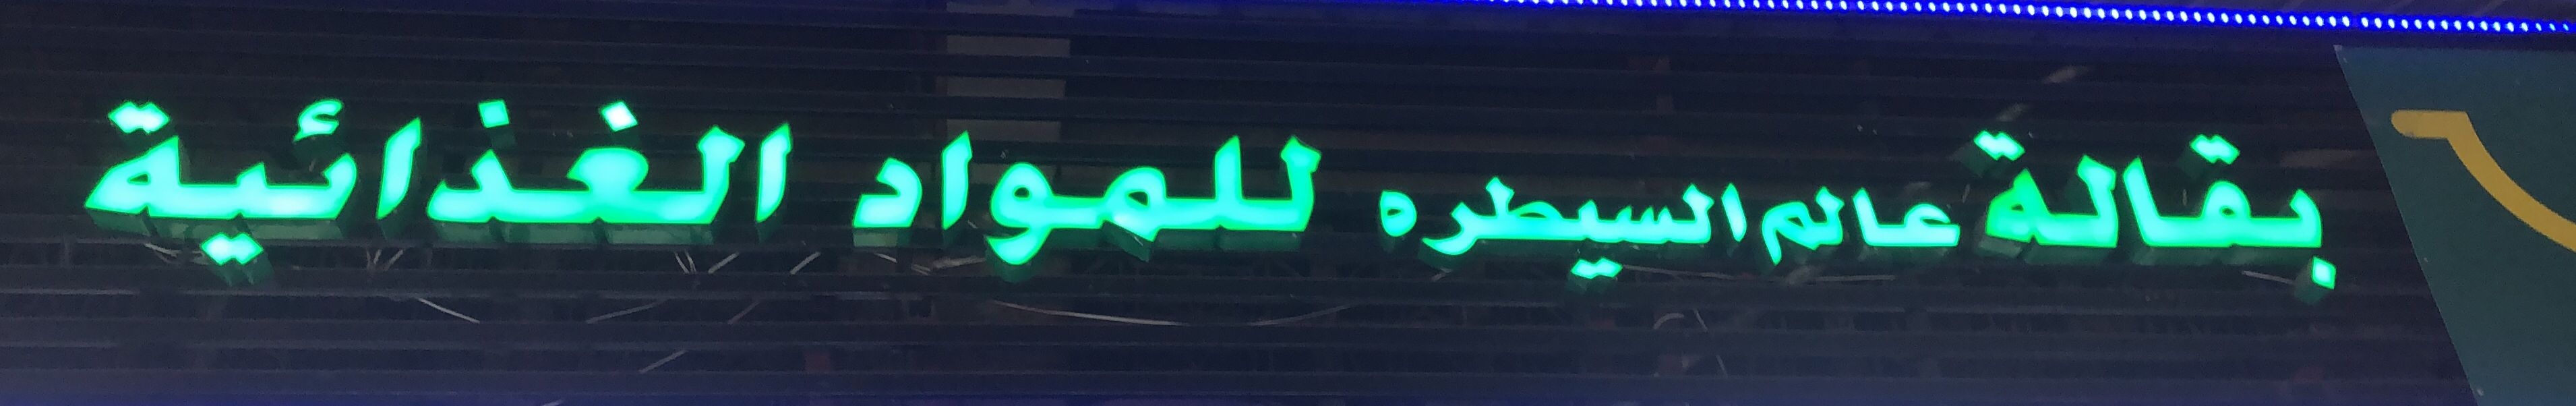 بقالة عالم السيطره للمواد الغذائية